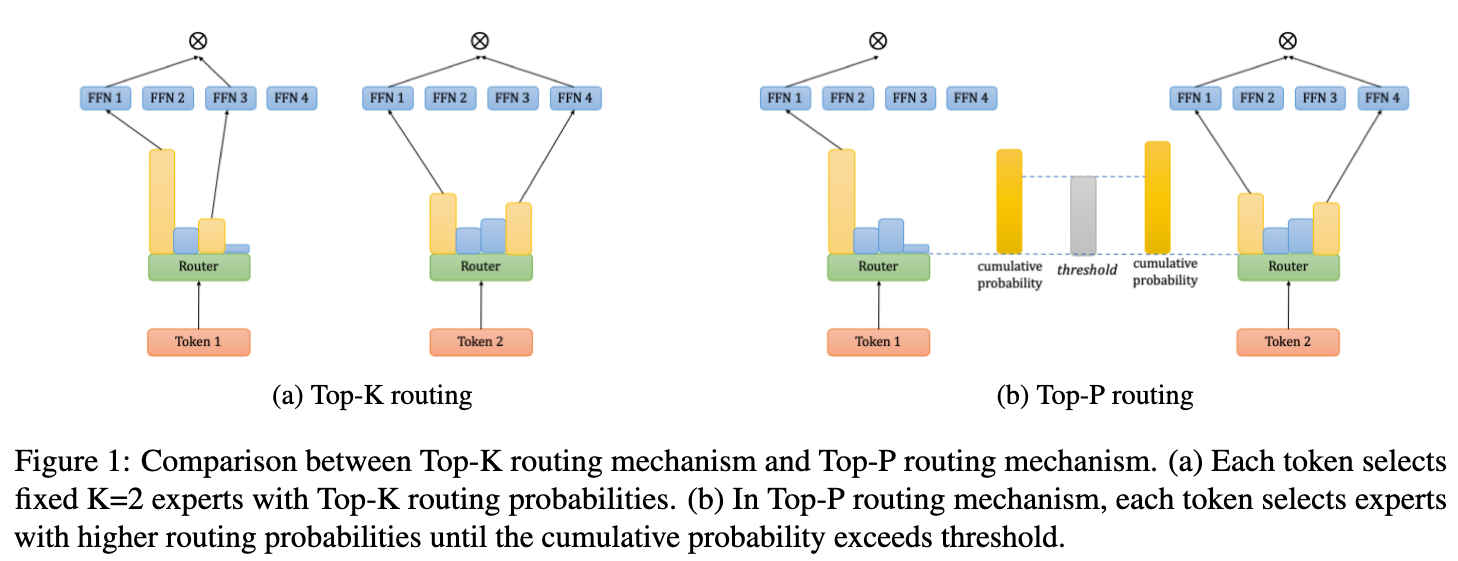 FFN 1 FFN 2 FFN 3 FFN 4
Router
Token 1
FFN 1 FFN 2 FFN 3 FFN 4
Router
Token 2
(a) Top-K routing
FFN 1 FFN 2 FFN 3 FFN 4
Router
Token 1
cumulative
probability
threshold
cumulative
probability
FFN 1 FFN 2 FFN 3 FFN 4
Router
Token 2
(b) Top-P routing
Figure 1: Comparison between Top-K routing mechanism and Top-P routing mechanism. (a) Each token selects
fixed K=2 experts with Top-K routing probabilities. (b) In Top-P routing mechanism, each token selects experts
with higher routing probabilities until the cumulative probability exceeds threshold.